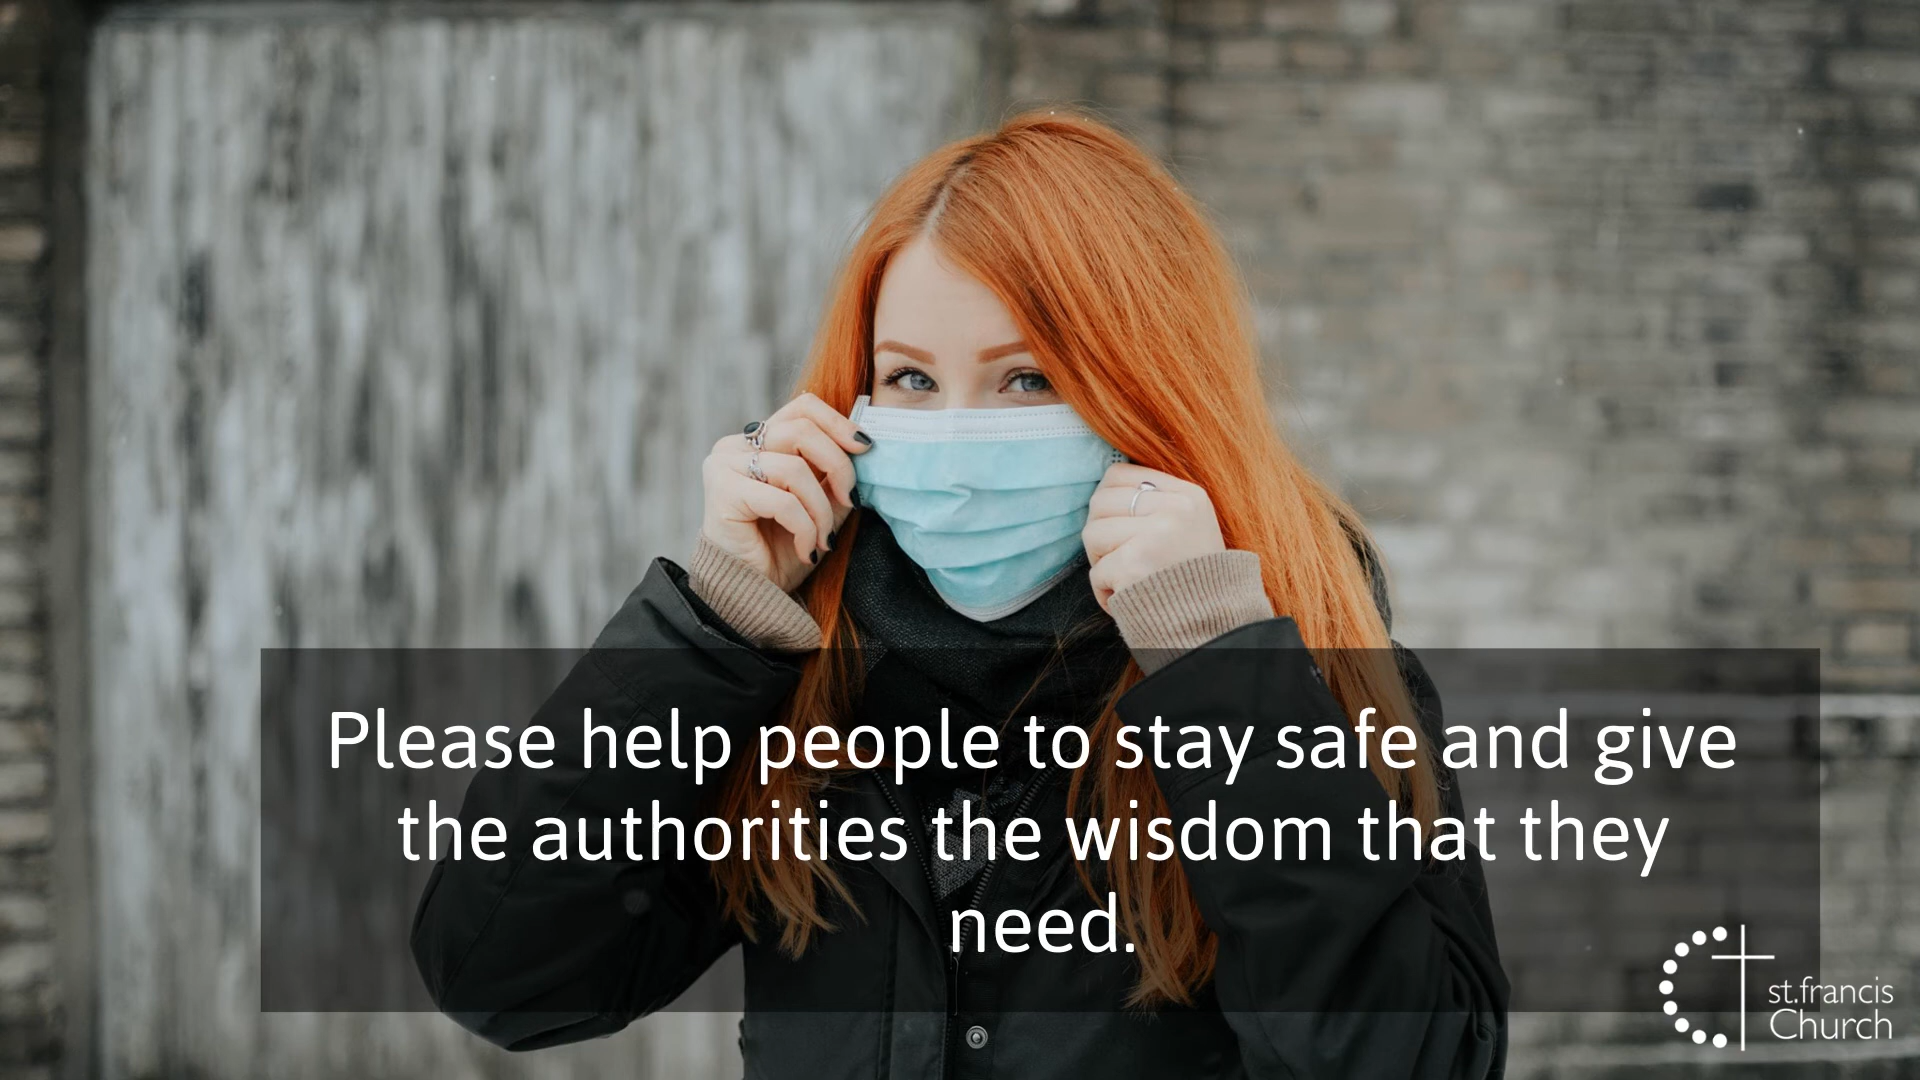 Please help people to stay safe and give
the authorities the wisdom that they
need.
st.francis
Church